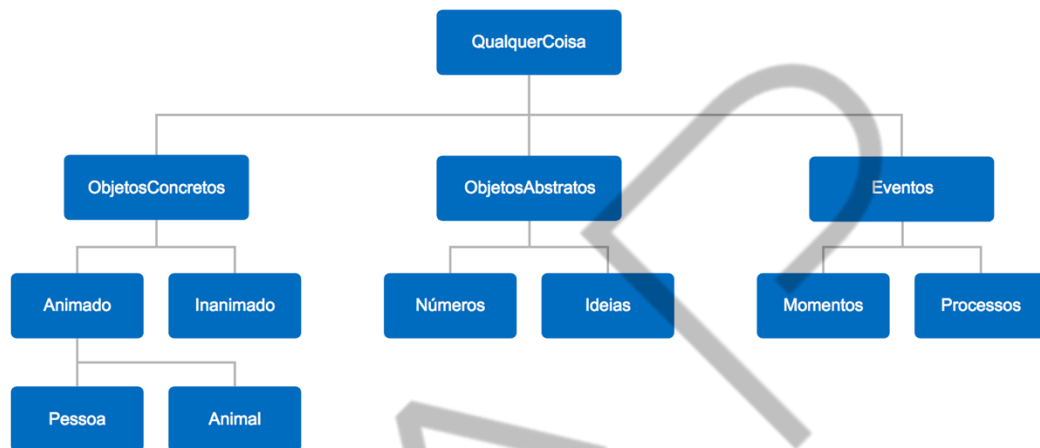 QualquerCoisa
ObjetosConcretos
ObjetosAbstratos
Eventos
Animado
Inanimado
Números
Ideias
Momentos
Processos
Pessoa
Animal